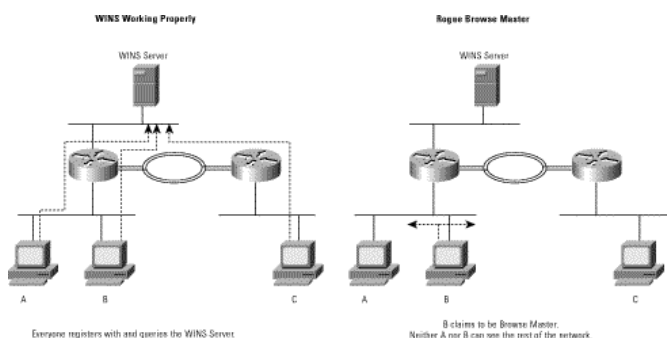 WINS Working Properly
WINS Server
A
B
C
Everyone registers with and queries the WINS Server.
Rogue Browse Master
WINS Server
A
B
C
B claims to be Browse Master.
Neither A nor B can see the rest of the network.